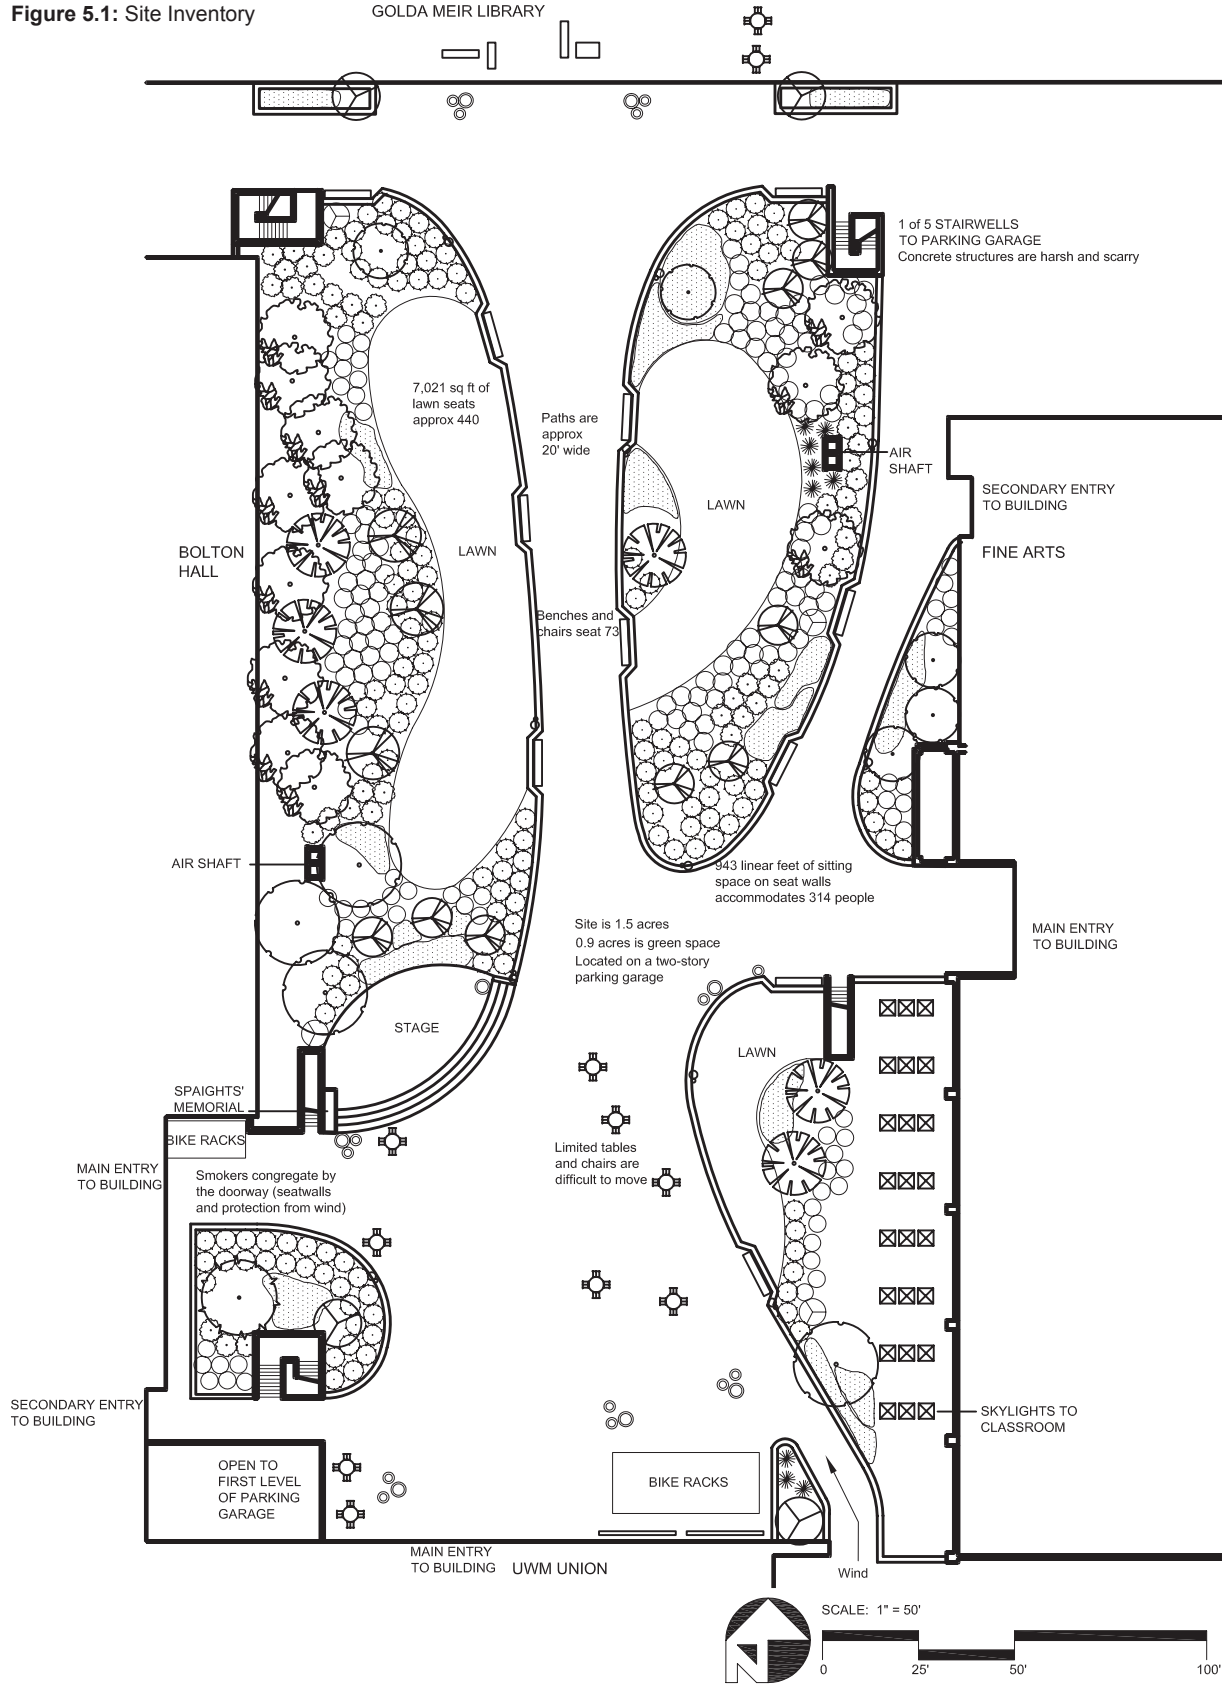 Figure 5.1: Site Inventory
GOLDA MEIR LIBRARY
1 of 5 STAIRWELLS
TO PARKING GARAGE
Concrete structures are harsh and scarry
7,021 sq ft of
lawn seats
approx 440
Paths are
approx
20' wide
AIR
SHAFT
SECONDARY ENTRY
TO BUILDING
LAWN
BOLTON
HALL
LAWN
FINE ARTS
Benches and
chairs seat 73
AIR SHAFT
943 linear feet of sitting
space on seat walls
accommodates 314 people
Site is 1.5 acres
0.9 acres is green space
Located on a two-story
parking garage
MAIN ENTRY
TO BUILDING
STAGE
LAWN
SPAIGHTS'
MEMORIAL
BIKE RACKS
MAIN ENTRY
TO BUILDING
Smokers congregate by
the doorway (seatwalls
and protection from wind)
Limited tables
and chairs are
difficult to move
SECONDARY ENTRY
TO BUILDING
SKYLIGHTS TO
CLASSROOM
OPEN TO
FIRST LEVEL
OF PARKING
GARAGE
BIKE RACKS
MAIN ENTRY
TO BUILDING
UWM UNION
Wind
SCALE: 1" = 50'
N
0 25' 50' 100'